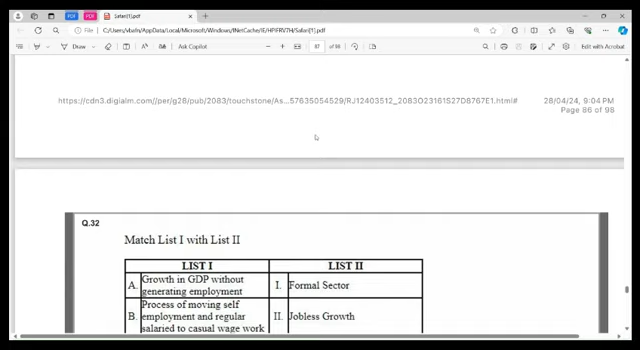 PDF
PDF
Safari[1].pdf
File
C:/Users/
/AppData/Local/Microsoft/Windows/INetCache/IE/HPIFRV7H/Safari[1].pdf
Draw
Ask Copilot
87
of 98
Edit with Acrobat
https://cdn3.digialm.com//per/g28/pub/2083/touchstone/As...57635054529/RJ12403512_2083O23161S27D8767E1.html#
28/04/24, 9:04 PM
Page 86 of 98
Q.32
Match List I with List II
LIST I
LIST II
A.
Growth in GDP without
generating employment
I.
Formal Sector
B.
Process of moving self
employment and regular
salaried to casual wage work
II.
Jobless Growth